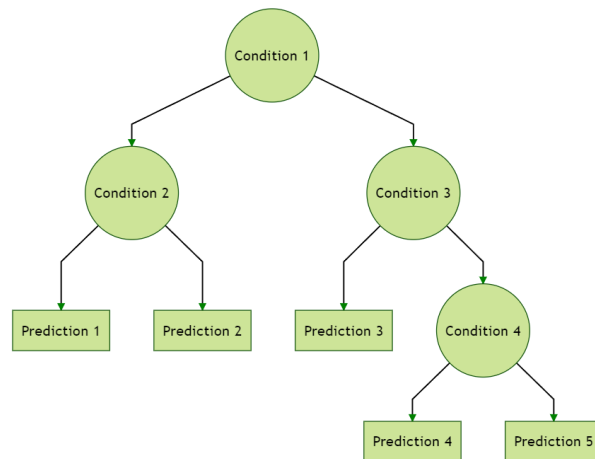 Condition 1
Condition 2
Condition 3
Prediction 1
Prediction 2
Prediction 3
Condition 4
Prediction 4
Prediction 5